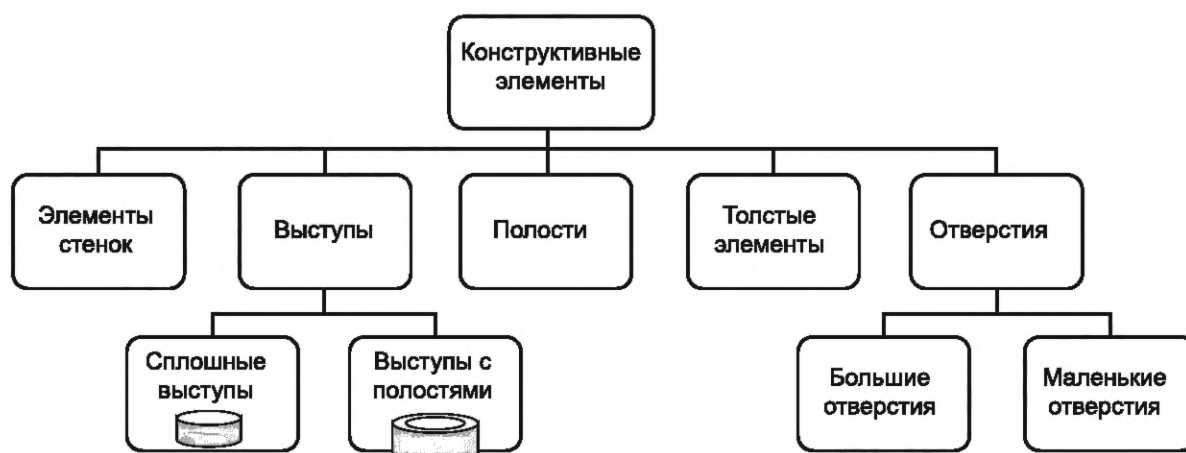 Конструктивные
элементы
Элементы
стенок
Выступы
Полости
Толстые
элементы
Отверстия
Сплошные
выступы
Выступы с
полостями
Большие
отверстия
Маленькие
отверстия